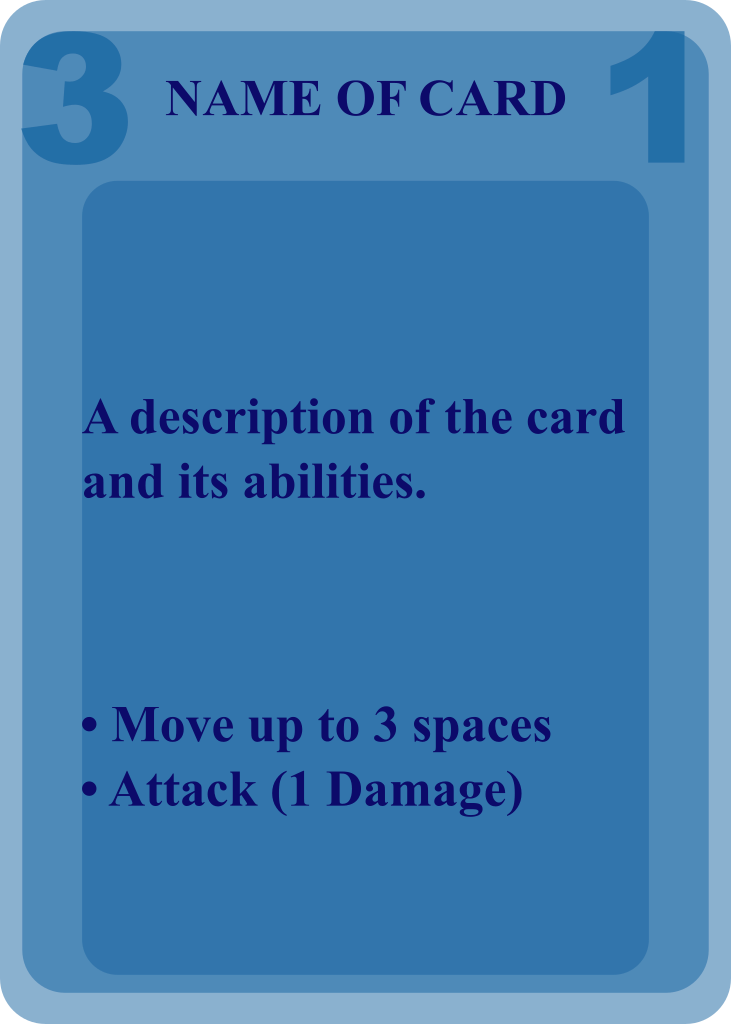 3 NAME OF CARD 1
A description of the card
and its abilities.
• Move up to 3 spaces
• Attack (1 Damage)